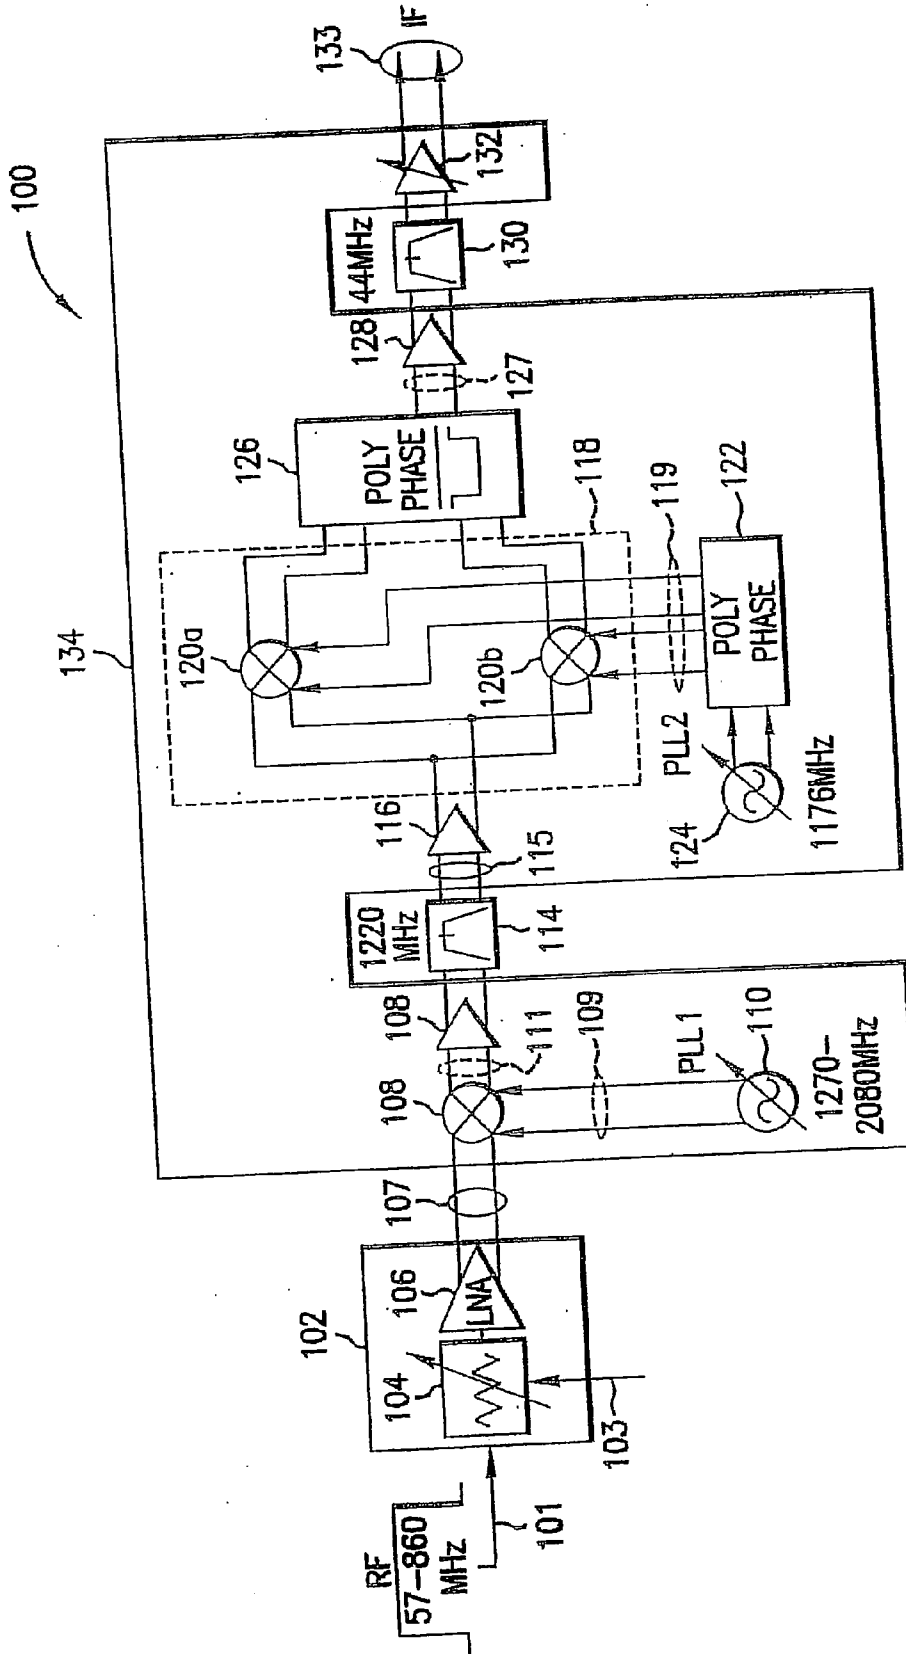 100
134
RF
57–860
MHz
101
102
104
103
106
LNA
107
108
108
111
109
PLL1
110
1270–
2080MHz
1220
MHz
114
115
116
118
120a
120b
119
PLL2
124
1176MHz
POLY
PHASE
122
126
POLY
PHASE
127
128
44MHz
130
132
133
IF